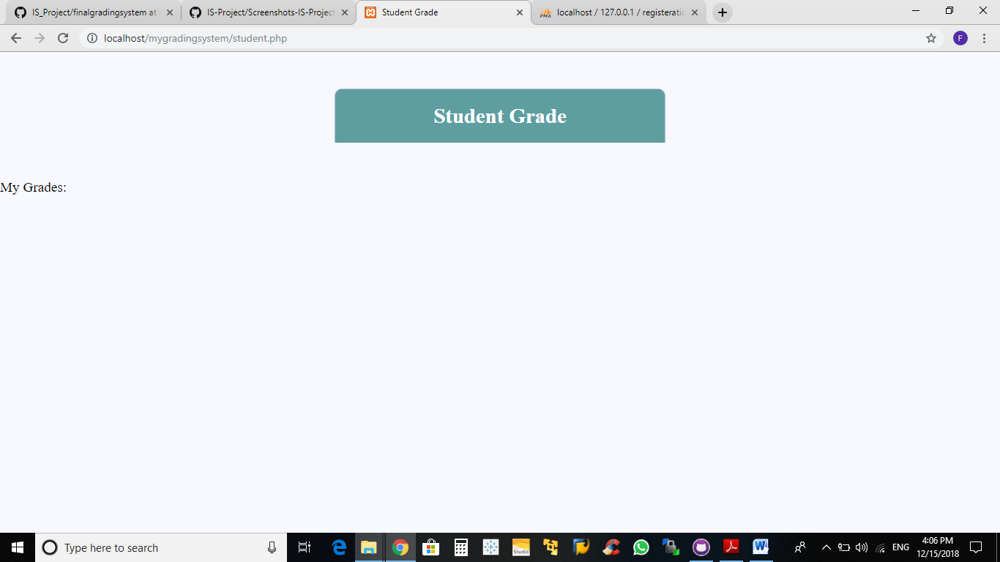 IS_Project/finalgradingsystem at
IS-Project/Screenshots-IS-Project
Student Grade
PMA
localhost / 127.0.0.1 / registeratio
localhost/mygradingsystem/student.php
F
Student Grade
My Grades:
Type here to search
Studio
ENG
4:06 PM
12/15/2018